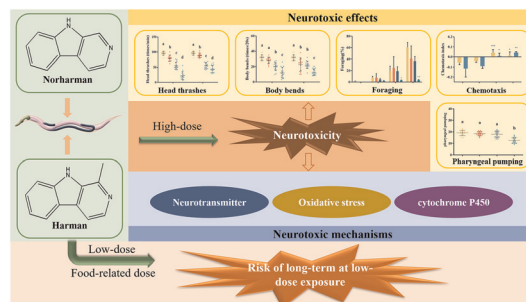 Norharman
Harman
Neurotoxic effects
Head thrashes
Body bends
Foraging
Chemotaxis
Pharyngeal pumping
High-dose
Neurotoxicity
Neurotransmitter
Oxidative stress
cytochrome P450
Neurotoxic mechanisms
Low-dose
Food-related dose
Risk of long-term at low-
dose exposure